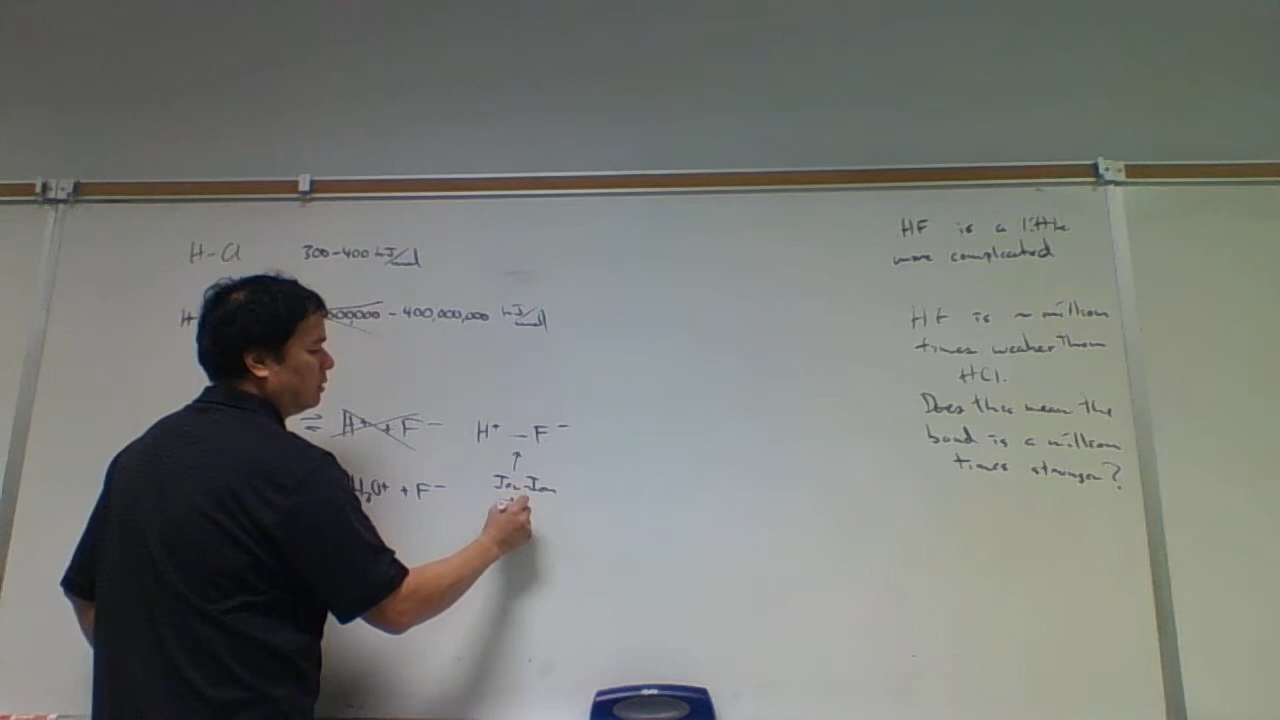 H-Cl 300-400 kJ/mol
H - 400,000,000 kJ/mol
⇌ H⁺ + F⁻
H₃O⁺ + F⁻
H⁺ — F⁻
↑
Ion-Ion
HF is a little
more complicated
HF is ~ million
times weaker than
HCl.
Does this mean the
bond is a million
times stronger?